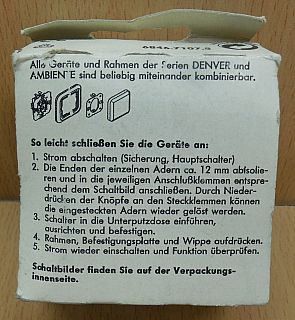 Alle Geräte und Rahmen der Serien DENVER und
AMBIENTE sind beliebig miteinander kombinierbar.
So leicht schließen Sie die Geräte an:
1. Strom abschalten (Sicherung, Hauptschalter)
2. Die Enden der einzelnen Adern ca. 12 mm absolie-
ren und in die jeweiligen Anschlußklemmen entspre-
chend dem Schaltbild anschließen. Durch Nieder-
drücken der Knöpfe an den Steckklemmen können
die eingesteckten Adern wieder gelöst werden.
3. Schalter in die Unterputzdose einführen,
ausrichten und befestigen.
4. Rahmen, Befestigungsplatte und Wippe aufdrücken.
5. Strom wieder einschalten und Funktion überprüfen.
Schaltbilder finden Sie auf der Verpackungs-
innenseite.